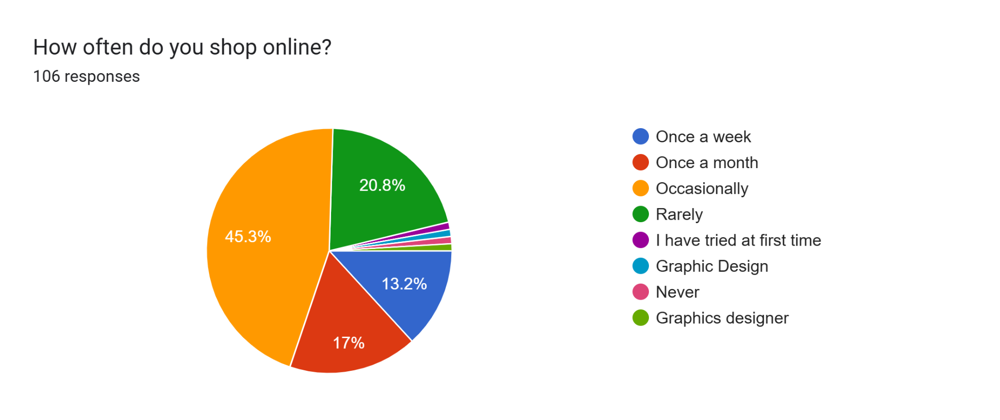 How often do you shop online?
106 responses
20.8%
45.3%
13.2%
17%
Once a week
Once a month
Occasionally
Rarely
I have tried at first time
Graphic Design
Never
Graphics designer